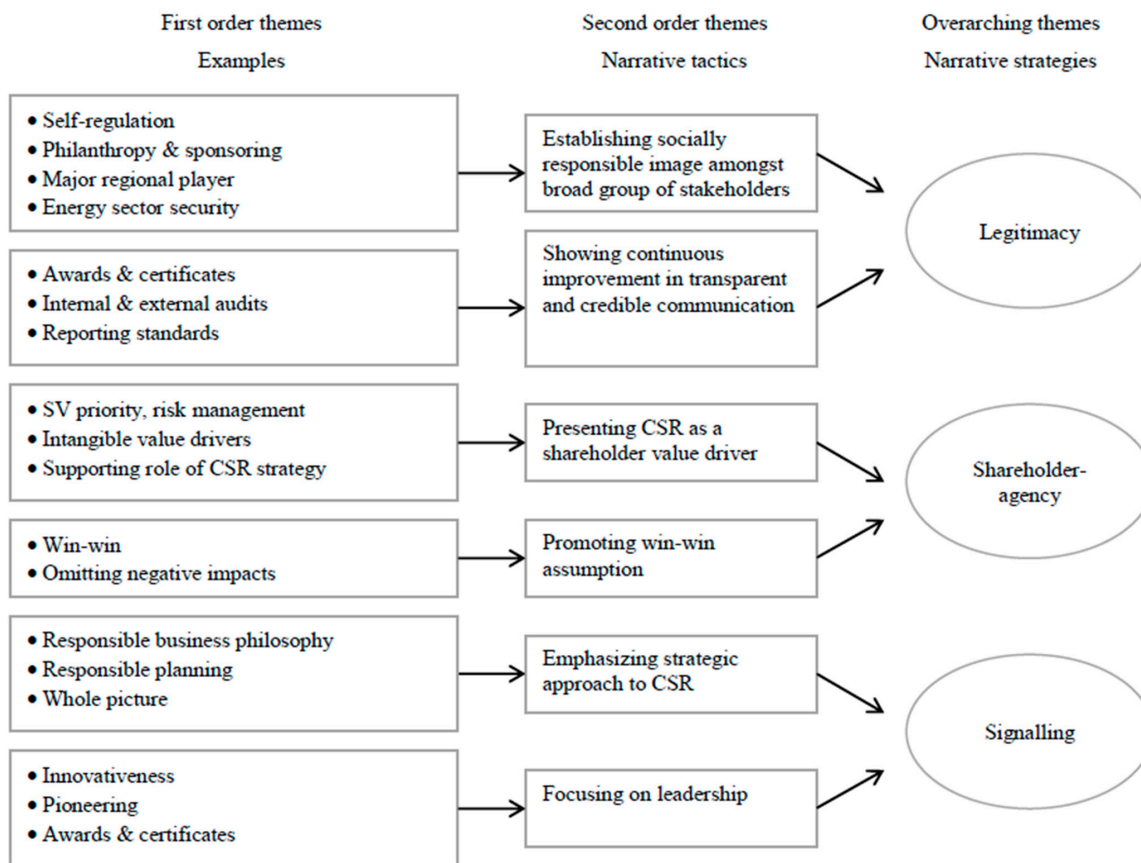 First order themes
Second order themes
Overarching themes
Examples
Narrative tactics
Narrative strategies
• Self-regulation
• Philanthropy & sponsoring
• Major regional player
• Energy sector security
Establishing socially
responsible image amongst
broad group of stakeholders
Legitimacy
• Awards & certificates
• Internal & external audits
• Reporting standards
Showing continuous
improvement in transparent
and credible communication
• SV priority, risk management
• Intangible value drivers
• Supporting role of CSR strategy
Presenting CSR as a
shareholder value driver
Shareholder-
agency
• Win-win
• Omitting negative impacts
Promoting win-win
assumption
• Responsible business philosophy
• Responsible planning
• Whole picture
Emphasizing strategic
approach to CSR
Signalling
• Innovativeness
• Pioneering
• Awards & certificates
Focusing on leadership